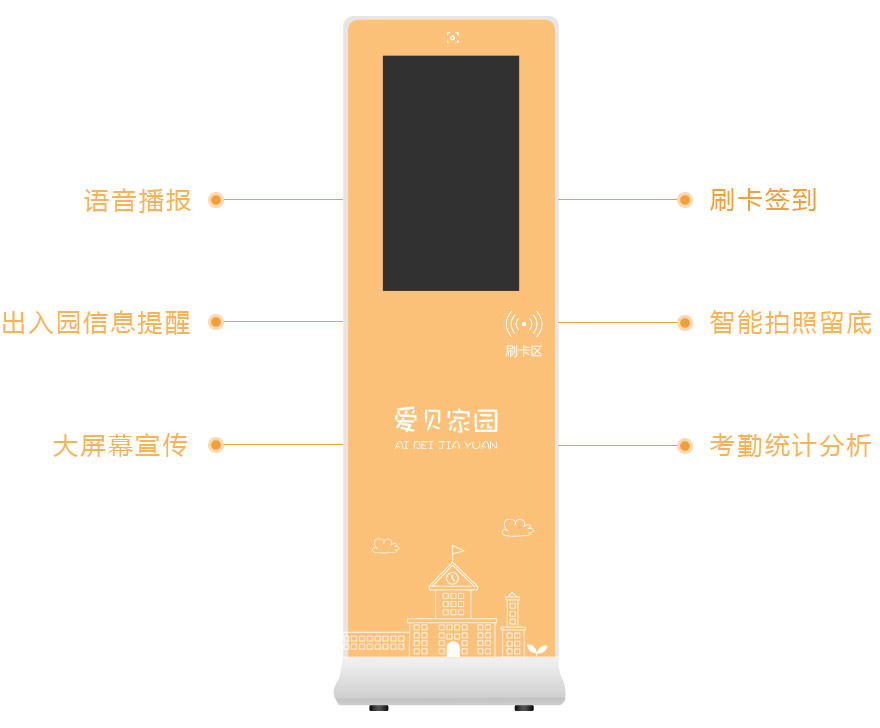 语音播报
刷卡签到
出入园信息提醒
智能拍照留底
刷卡区
爱贝家园
AI BEI JIA YUAN
大屏幕宣传
考勤统计分析